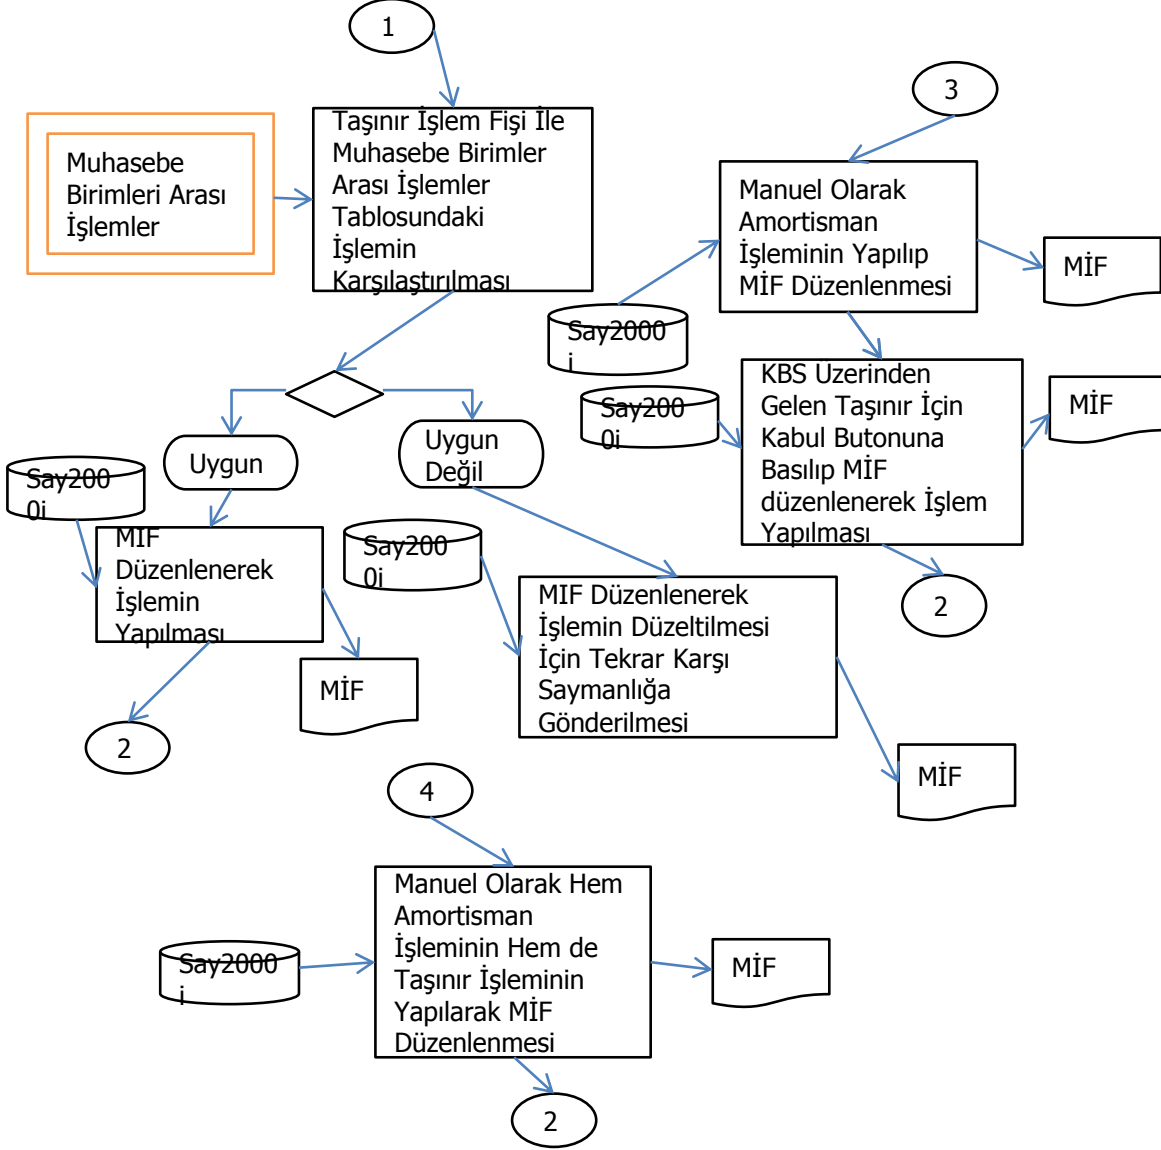 1
Muhasebe
Birimleri Arası
İşlemler
Taşınır İşlem Fişi İle
Muhasebe Birimler
Arası İşlemler
Tablosundaki
İşlemin
Karşılaştırılması
3
Manuel Olarak
Amortisman
İşleminin Yapılıp
MİF Düzenlenmesi
MİF
Say2000
i
KBS Üzerinden
Gelen Taşınır İçin
Kabul Butonuna
Basılıp MİF
düzenlenerek İşlem
Yapılması
MİF
Say200
0i
2
Uygun
Uygun
Değil
Say200
0i
MİF
Düzenlenerek
İşlemin
Yapılması
MİF
2
Say200
0i
MIF Düzenlenerek
İşlemin Düzeltilmesi
İçin Tekrar Karşı
Saymanlığa
Gönderilmesi
MİF
4
Say2000
i
Manuel Olarak Hem
Amortisman
İşleminin Hem de
Taşınır İşleminin
Yapılarak MİF
Düzenlenmesi
MİF
2